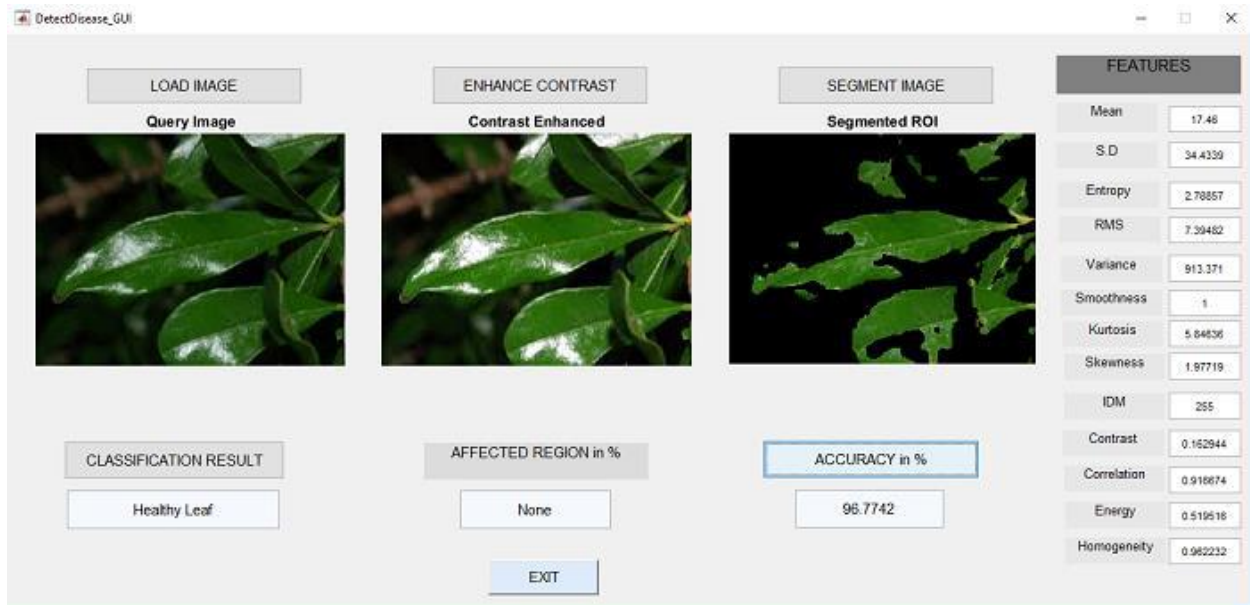 DetectDisease_GUI
LOAD IMAGE
ENHANCE CONTRAST
SEGMENT IMAGE
Query Image
Contrast Enhanced
Segmented ROI
CLASSIFICATION RESULT
AFFECTED REGION in %
ACCURACY in %
Healthy Leaf
None
96.7742
EXIT
FEATURES
Mean 17.46
S.D 34.4339
Entropy 2.78857
RMS 7.39482
Variance 913.371
Smoothness 1
Kurtosis 5.84636
Skewness 1.97719
IDM 255
Contrast 0.162944
Correlation 0.916674
Energy 0.519516
Homogeneity 0.962232